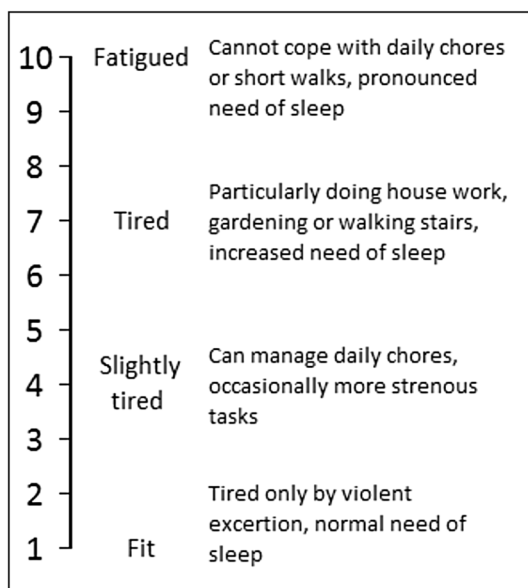 10 Fatigued Cannot cope with daily chores
or short walks, pronounced
9 need of sleep
8
Particularly doing house work,
7 Tired gardening or walking stairs,
increased need of sleep
6
5
Slightly Can manage daily chores,
4 tired occasionally more strenous
tasks
3
2 Tired only by violent
excertion, normal need of
1 Fit sleep